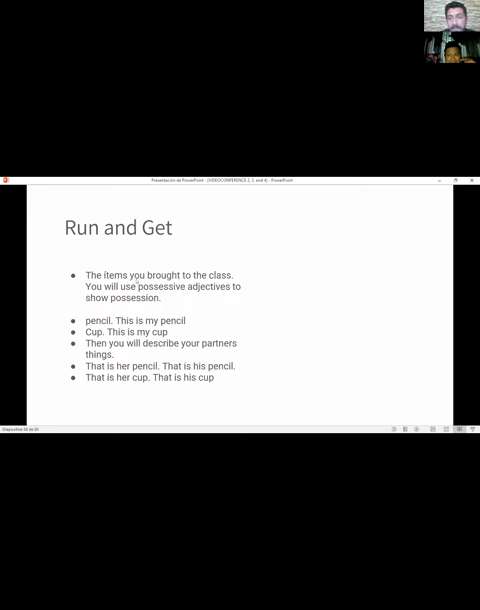 Presentación de PowerPoint - [VIDEOCONFERENCE 2, 3, and 4] - PowerPoint
Run and Get
● The ítems you brought to the class.
You will use possessive adjectives to
show possession.
● pencil. This is my pencil
● Cup. This is my cup
● Then you will describe your partners
things.
● That is her pencil. That is his pencil.
● That is her cup. That is his cup